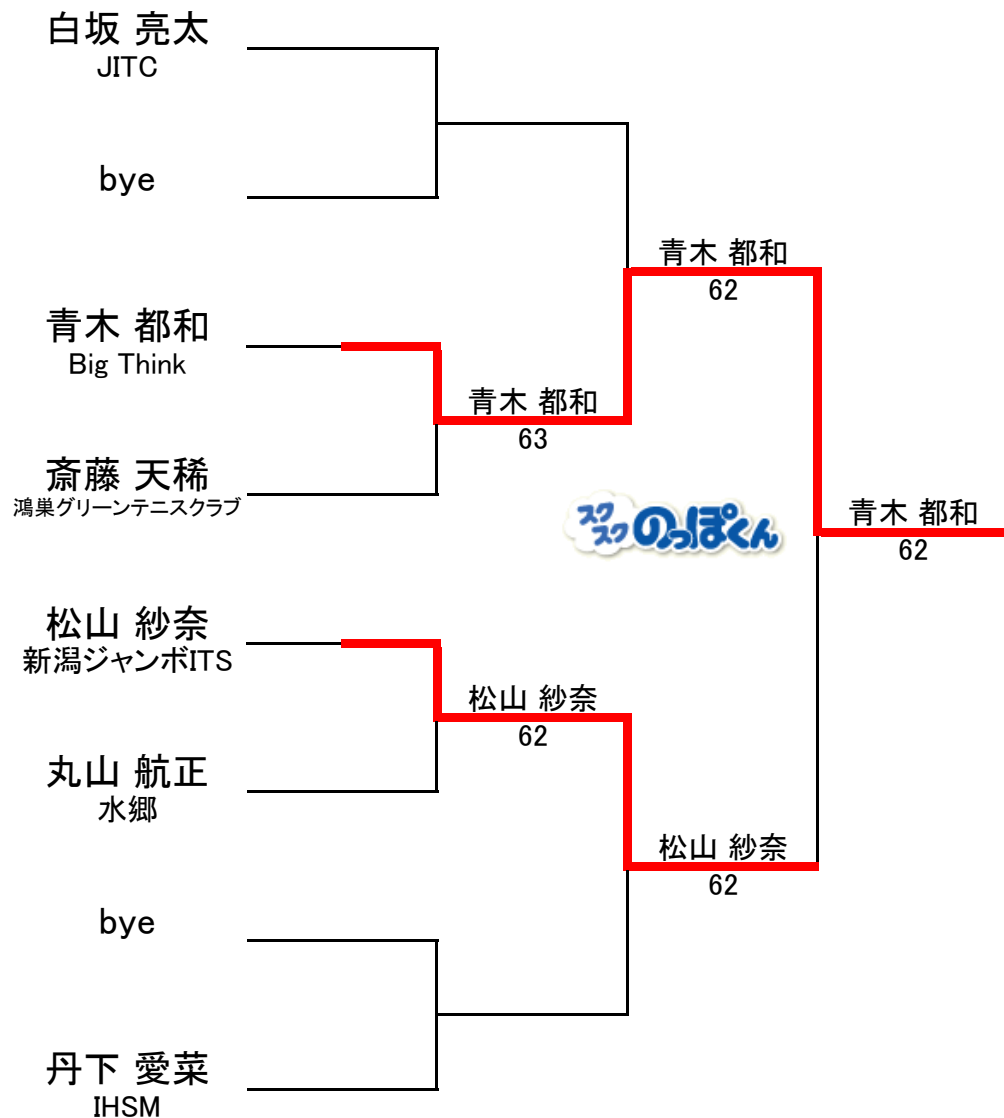 白坂 亮太
JITC
bye
青木 都和
62
青木 都和
Big Think
青木 都和
63
斎藤 天稀
鴻巣グリーンテニスクラブ
スク
スク
のっぽくん
青木 都和
62
松山 紗奈
新潟ジャンボITS
松山 紗奈
62
丸山 航正
水郷
松山 紗奈
62
bye
丹下 愛菜
IHSM